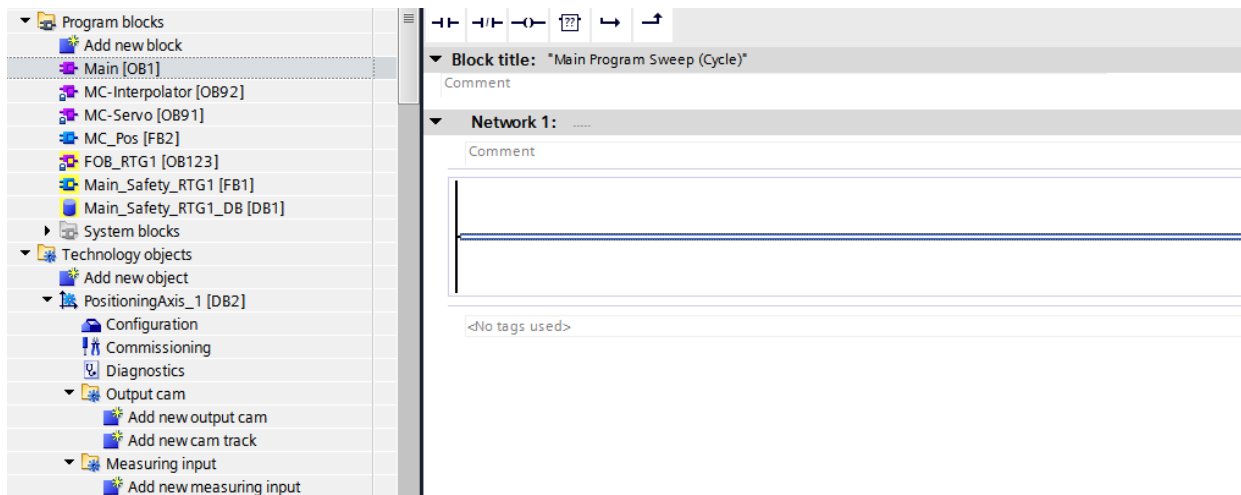 Program blocks
Add new block
Main [OB1]
MC-Interpolator [OB92]
MC-Servo [OB91]
MC_Pos [FB2]
FOB_RTG1 [OB123]
Main_Safety_RTG1 [FB1]
Main_Safety_RTG1_DB [DB1]
System blocks
Technology objects
Add new object
PositioningAxis_1 [DB2]
Configuration
Commissioning
Diagnostics
Output cam
Add new output cam
Add new cam track
Measuring input
Add new measuring input
??
Block title: "Main Program Sweep (Cycle)"
Comment
Network 1: .....
Comment
<No tags used>